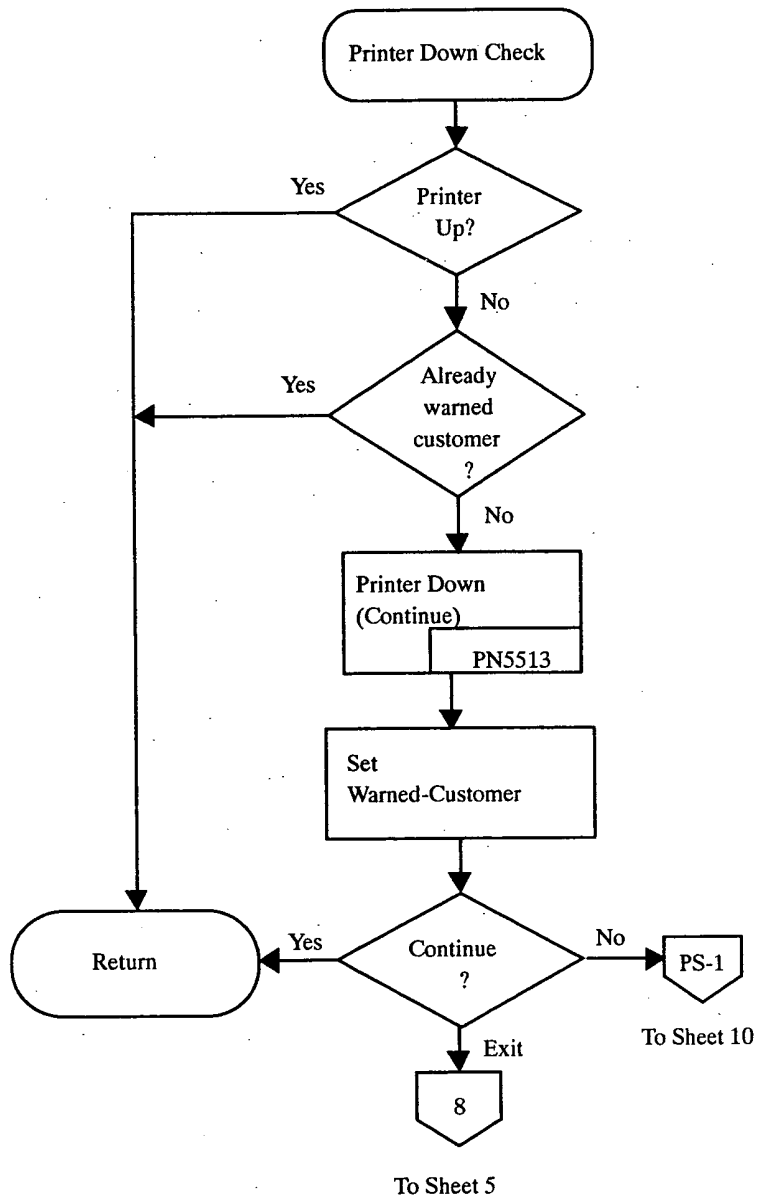 Printer Down Check
Yes
Printer
Up?
No
Yes
Already
warned
customer
?
No
Printer Down
(Continue)
PN5513
Set
Warned-Customer
Return
Yes
Continue
?
No
PS-1
To Sheet 10
Exit
8
To Sheet 5